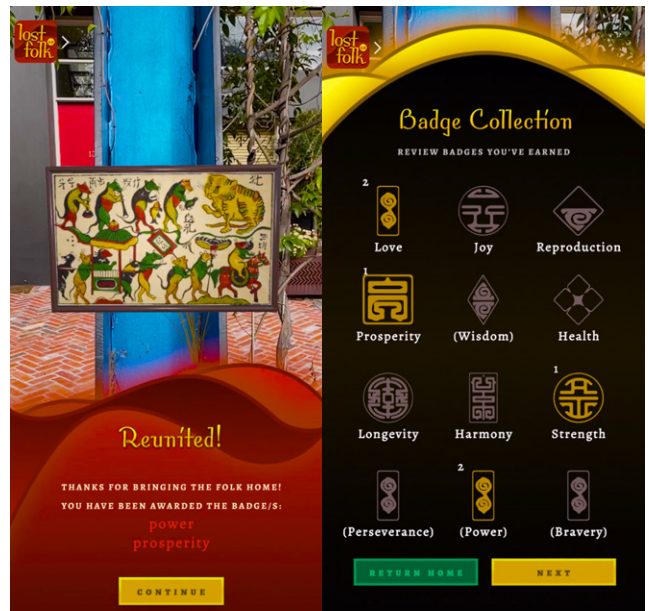 lost
folk
Reunited!
THANKS FOR BRINGING THE FOLK HOME!
YOU HAVE BEEN AWARDED THE BADGE/S:
power
prosperity
CONTINUE
lost
folk
Badge Collection
REVIEW BADGES YOU'VE EARNED
2
Love
Joy
Reproduction
1
Prosperity
(Wisdom)
Health
Longevity
Harmony
1
Strength
(Perseverance)
2
(Power)
(Bravery)
RETURN HOME
NEXT